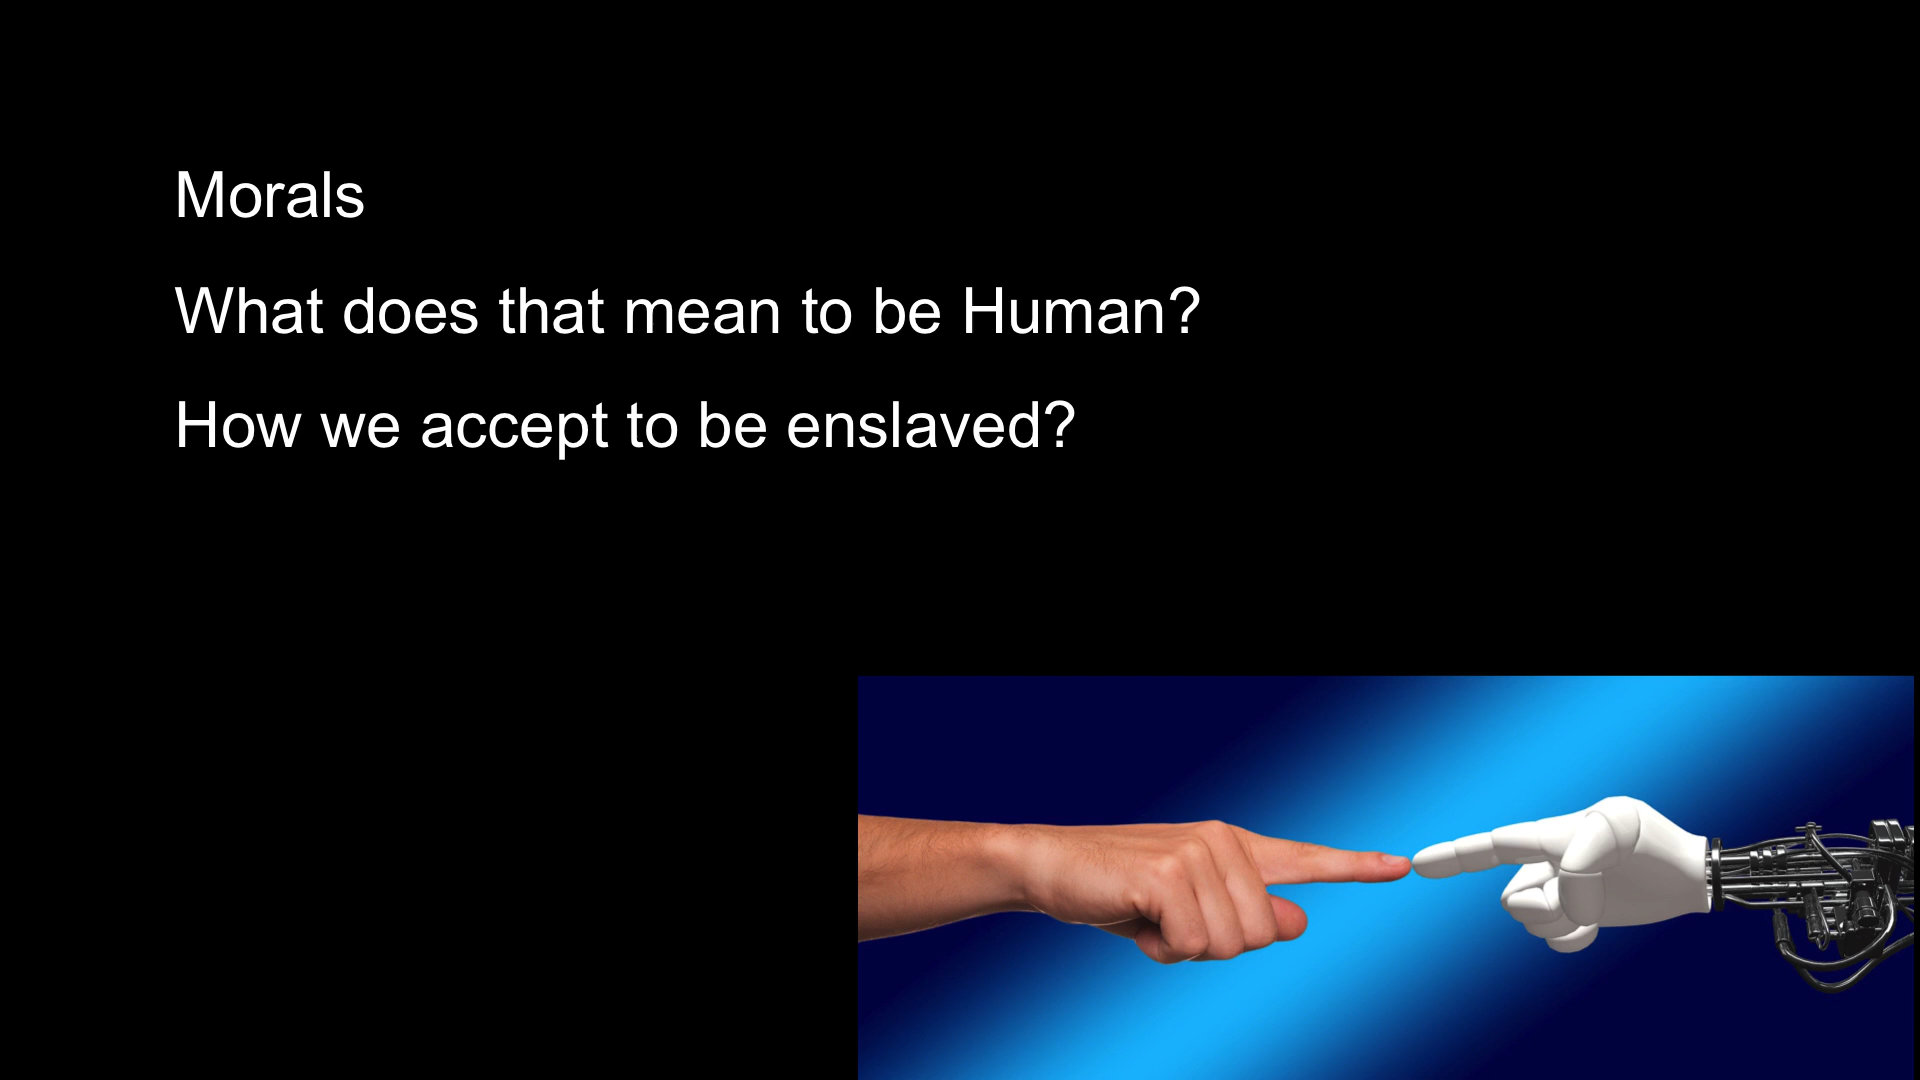 Morals
What does that mean to be Human?
How we accept to be enslaved?